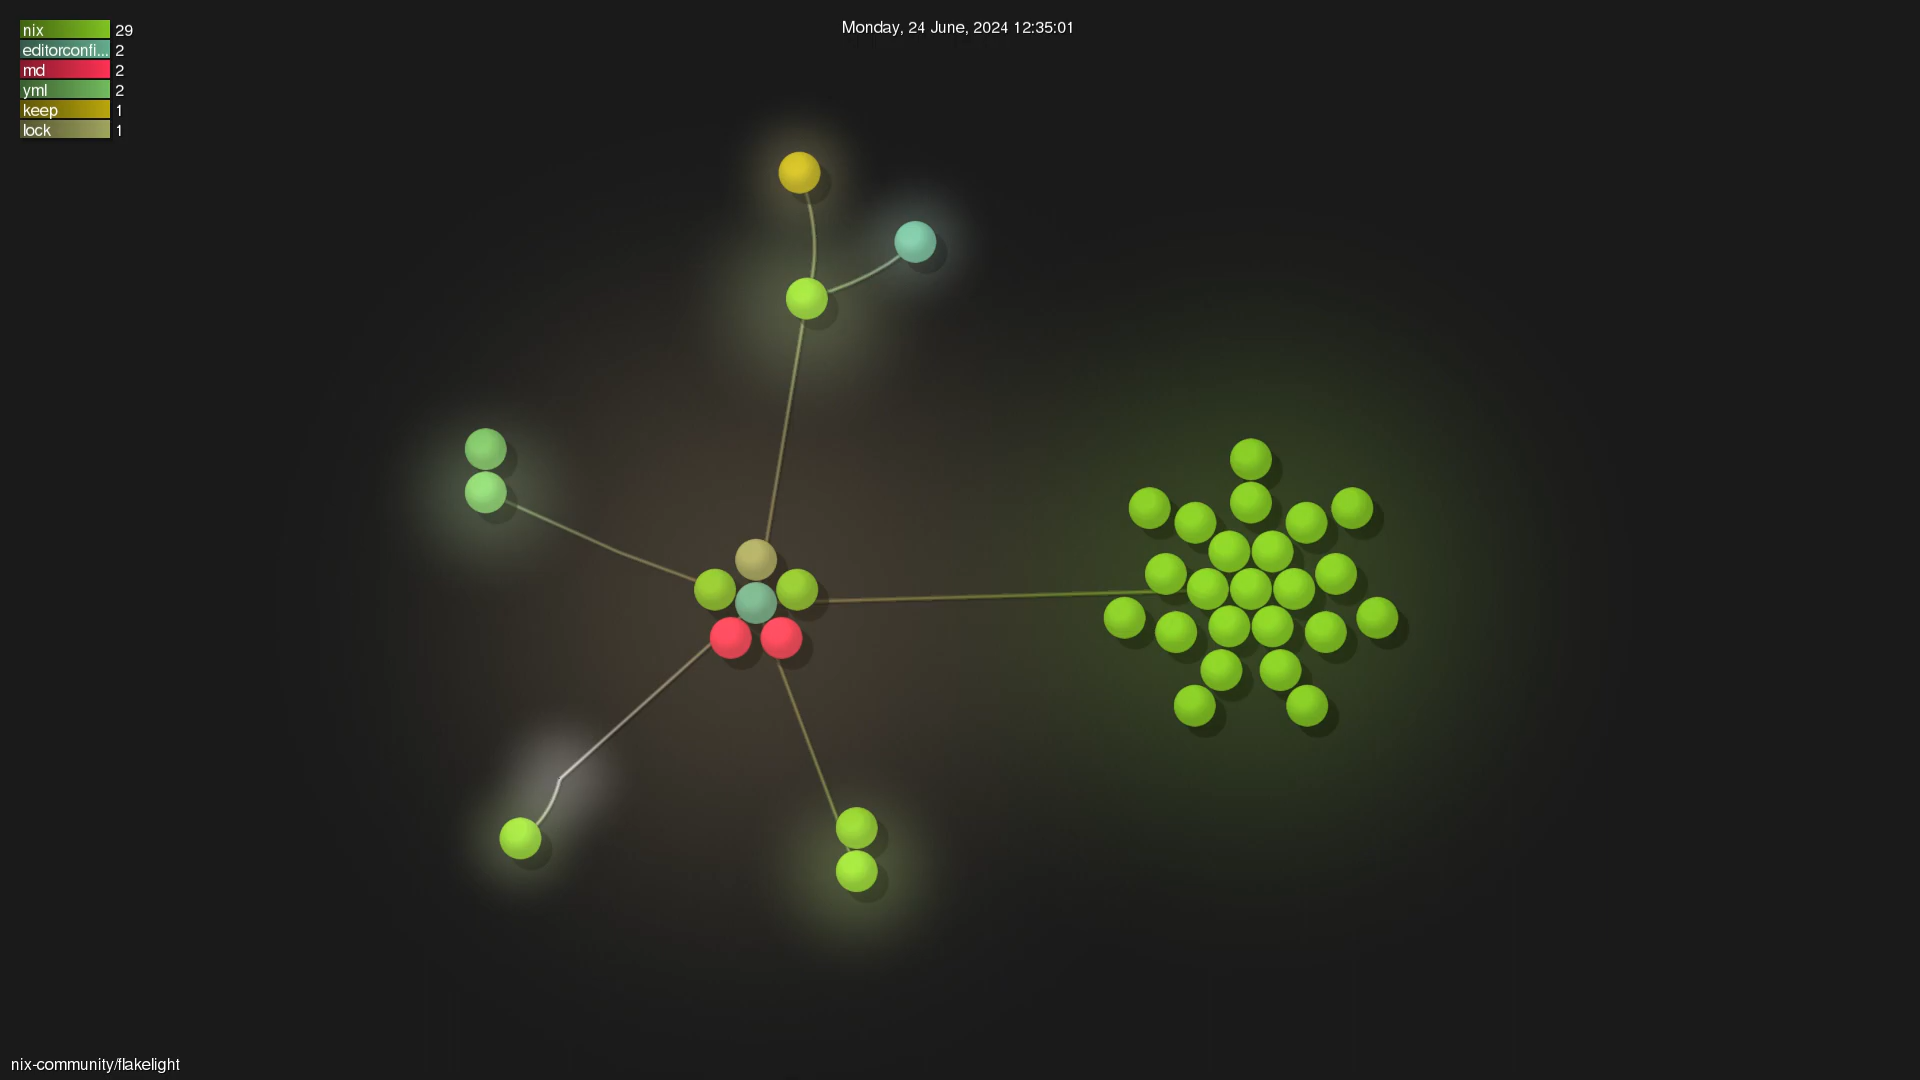 Monday, 24 June, 2024 12:35:01
nix 29
editorconfi... 2
md 2
yml 2
keep 1
lock 1
nix-community/flakelight